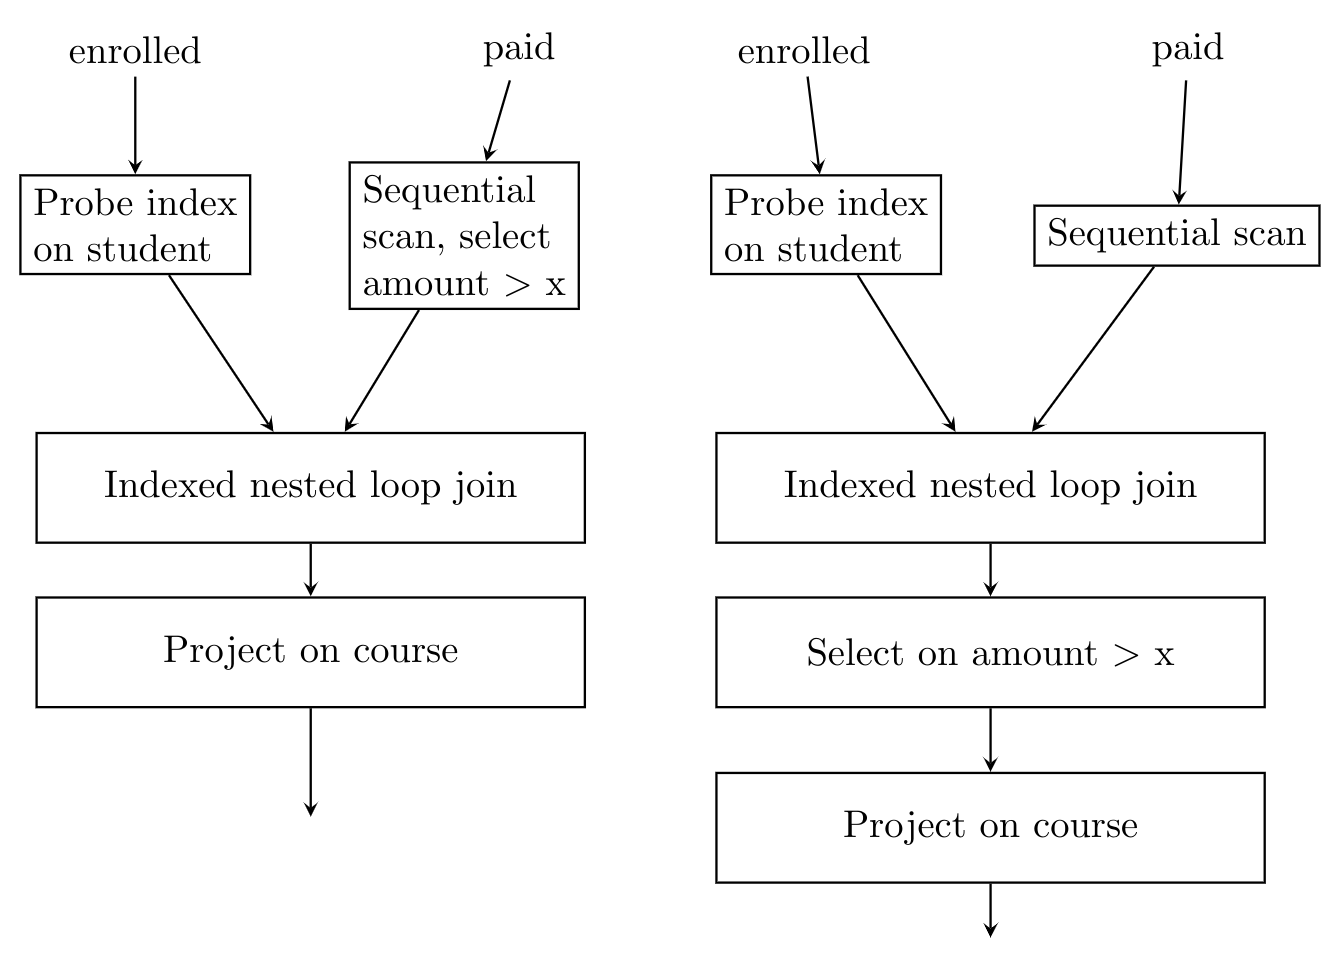 enrolled
paid
Probe index
on student
Sequential
scan, select
amount > x
Indexed nested loop join
Project on course
enrolled
paid
Probe index
on student
Sequential scan
Indexed nested loop join
Select on amount > x
Project on course